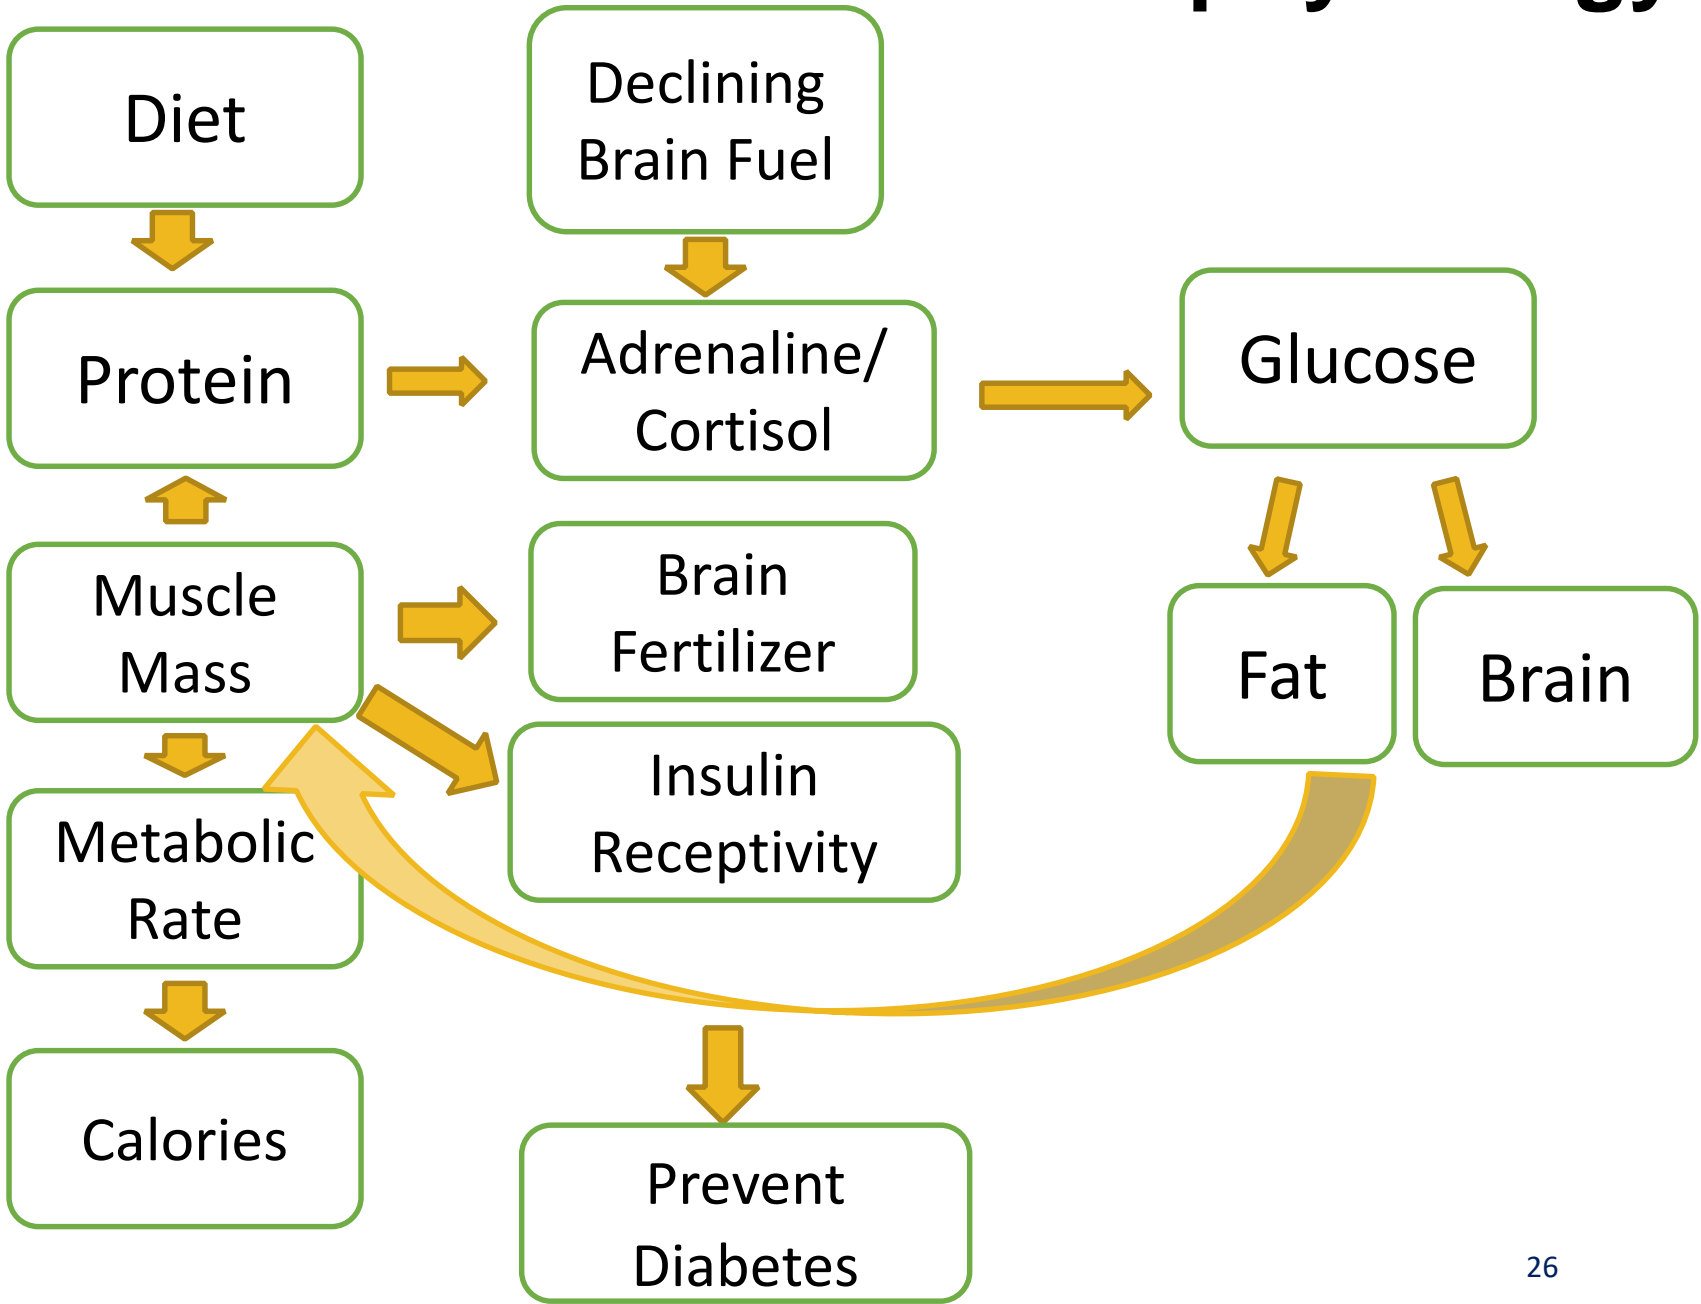 Diet
Declining
Brain Fuel
Protein
Adrenaline/
Cortisol
Glucose
Muscle
Mass
Brain
Fertilizer
Fat
Brain
Insulin
Receptivity
Metabolic
Rate
Calories
Prevent
Diabetes
26